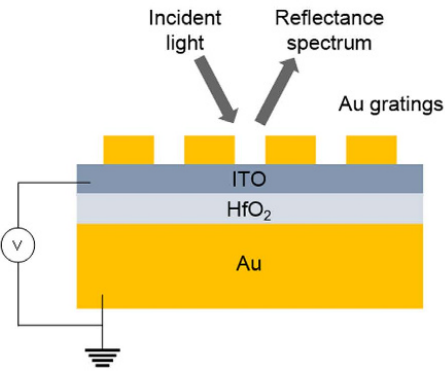 Incident
light
Reflectance
spectrum
Au gratings
ITO
HfO₂
V
Au